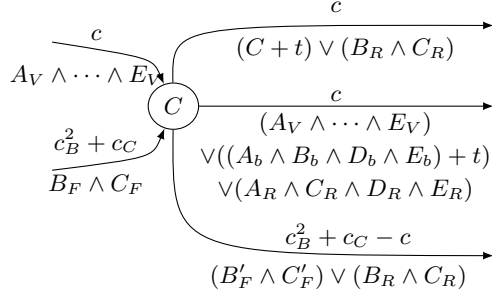 c
c
(C + t) ∨ (B_R ∧ C_R)
A_V ∧ ⋯ ∧ E_V
C
c
(A_V ∧ ⋯ ∧ E_V)
∨((A_b ∧ B_b ∧ D_b ∧ E_b) + t)
∨(A_R ∧ C_R ∧ D_R ∧ E_R)
c_B^2 + c_C
B_F ∧ C_F
c_B^2 + c_C − c
(B'_F ∧ C'_F) ∨ (B_R ∧ C_R)